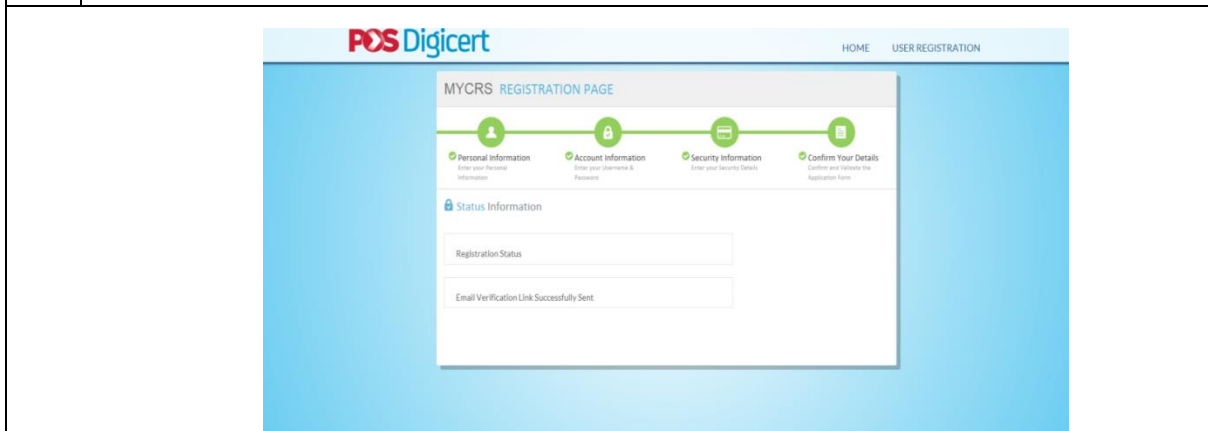 POS Digicert
HOME USER REGISTRATION
MYCRS REGISTRATION PAGE
Personal Information
Enter your Personal
Information
Account Information
Enter your Username &
Password
Security Information
Enter your Security Details
Confirm Your Details
Confirm and Validate the
Application Form
Status Information
Registration Status
Email Verification Link Successfully Sent